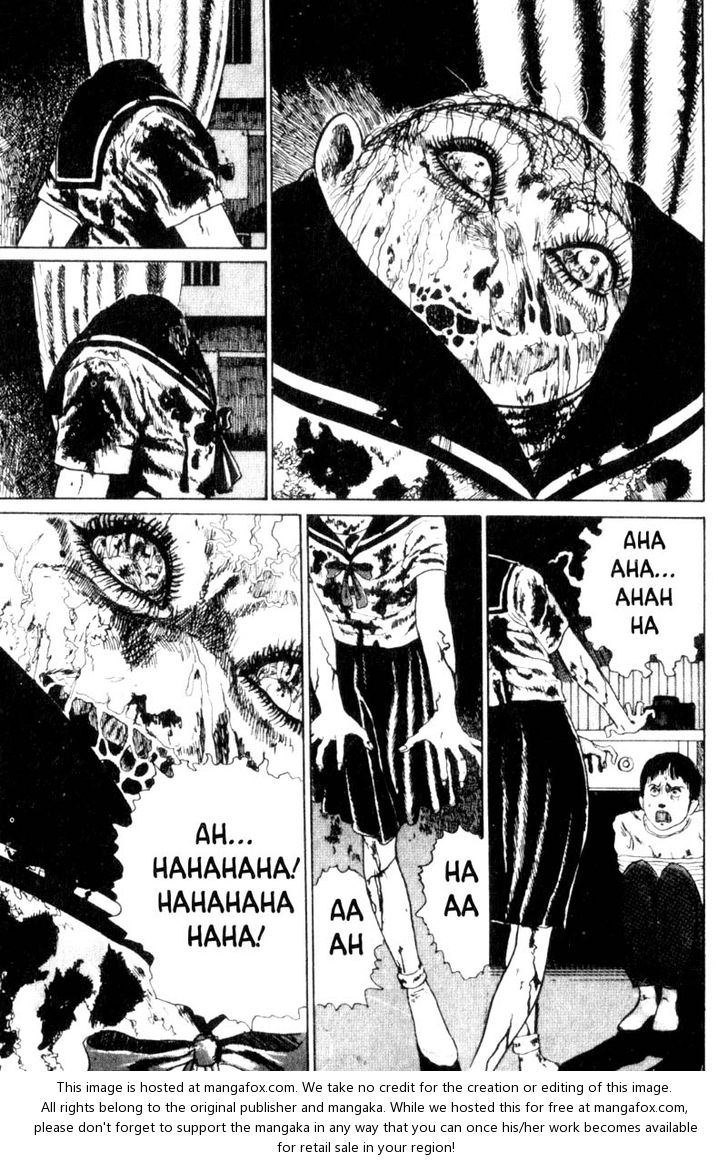 AHA
AHA...
AHAH
HA
HA
AA
AA
AH
AH...
HAHAHAHA!
HAHAHAHA
HAHA!
This image is hosted at mangafox.com. We take no credit for the creation or editing of this image.
All rights belong to the original publisher and mangaka. While we hosted this for free at mangafox.com,
please don't forget to support the mangaka in any way that you can once his/her work becomes available
for retail sale in your region!